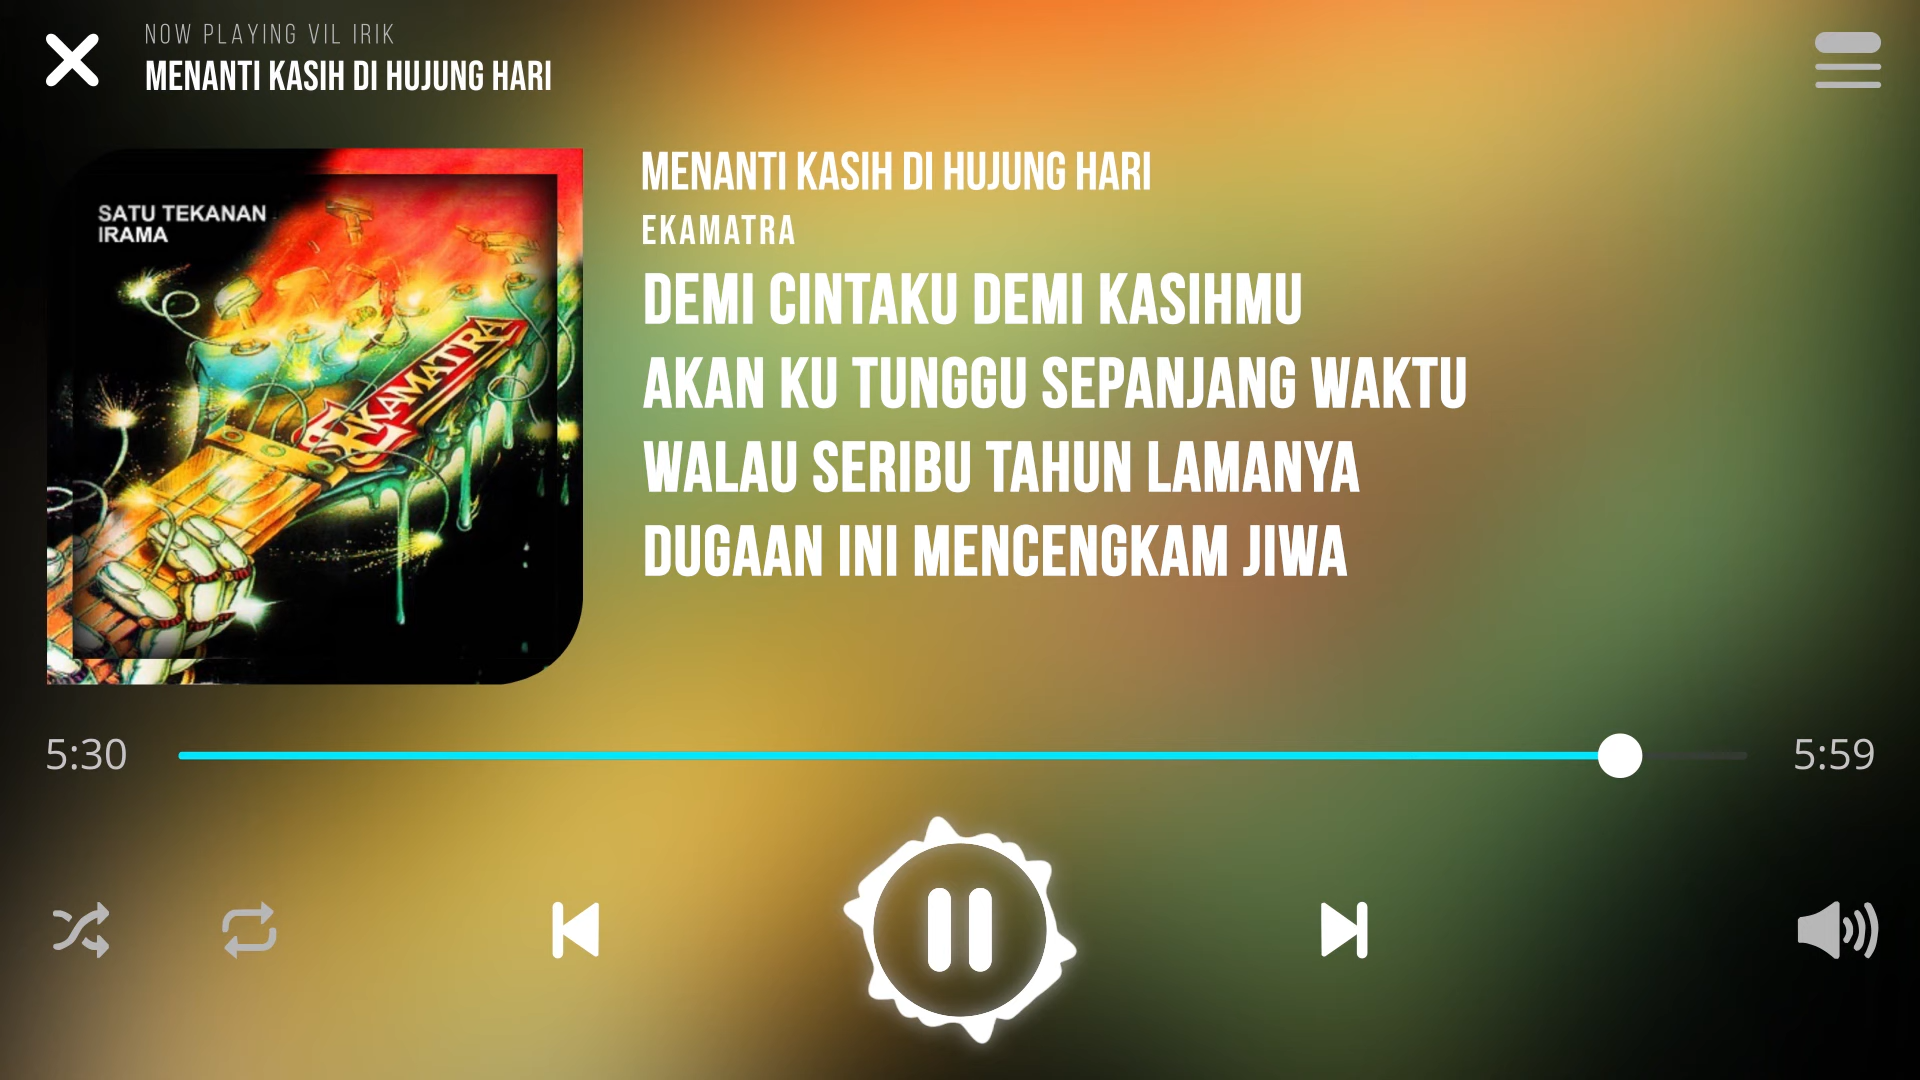 NOW PLAYING VIL IRIK
MENANTI KASIH DI HUJUNG HARI
SATU TEKANAN
IRAMA
EKAMATRA
MENANTI KASIH DI HUJUNG HARI
EKAMATRA
DEMI CINTAKU DEMI KASIHMU
AKAN KU TUNGGU SEPANJANG WAKTU
WALAU SERIBU TAHUN LAMANYA
DUGAAN INI MENCENGKAM JIWA
5:30
5:59